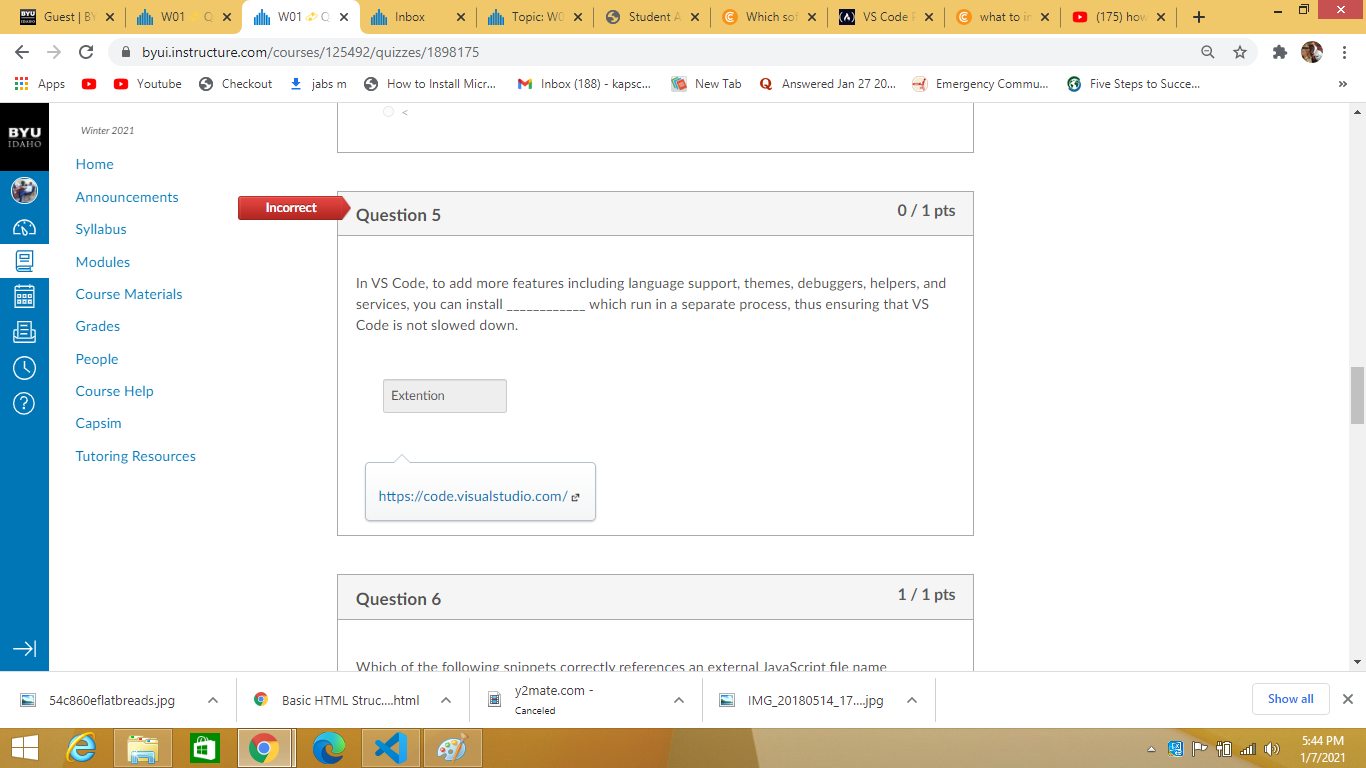 Guest | BY
W01
W01
Inbox
Topic: W0
Student A
Which sof
VS Code
what to in
(175) how
byui.instructure.com/courses/125492/quizzes/1898175
Apps
Youtube
Checkout
jabs m
How to Install Micr...
Inbox (188) - kapsc...
New Tab
Answered Jan 27 20...
Emergency Commu...
Five Steps to Succe...
»
BYU
IDAHO
Winter 2021
Home
Announcements
Syllabus
Modules
Course Materials
Grades
People
Course Help
Capsim
Tutoring Resources
<
Incorrect
Question 5
0 / 1 pts
In VS Code, to add more features including language support, themes, debuggers, helpers, and
services, you can install ____________ which run in a separate process, thus ensuring that VS
Code is not slowed down.
Extention
https://code.visualstudio.com/
Question 6
1 / 1 pts
Which of the following snippets correctly references an external JavaScript file name
54c860eflatbreads.jpg
Basic HTML Struc....html
y2mate.com -
Canceled
IMG_20180514_17....jpg
Show all
5:44 PM
1/7/2021